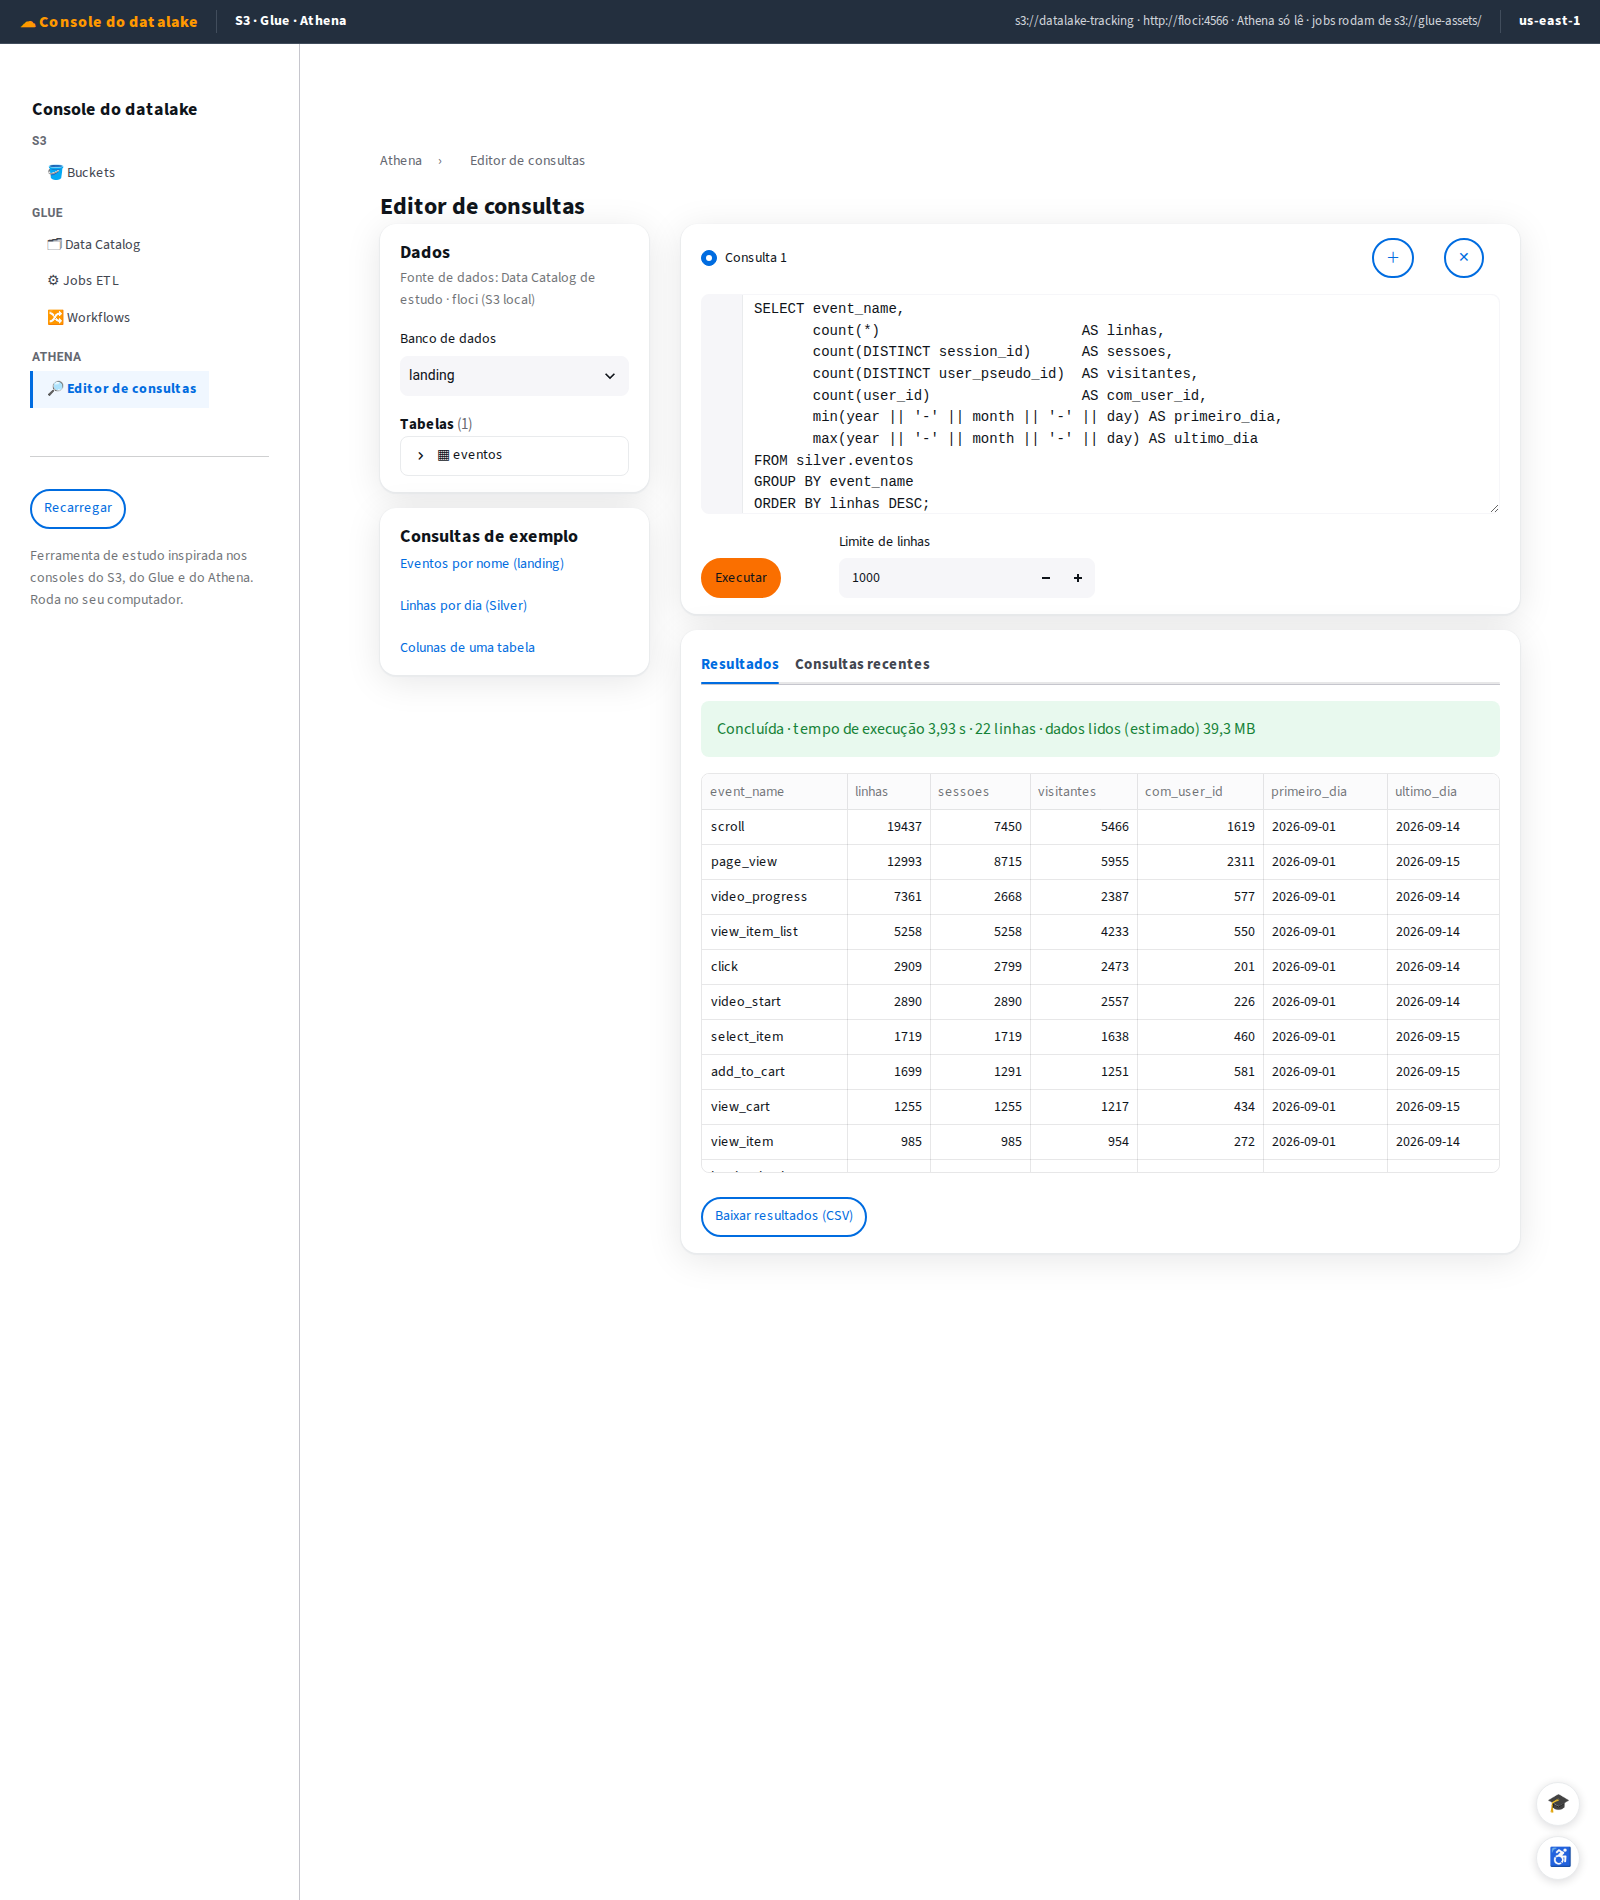 ☁ Console do datalake
S3 · Glue · Athena
s3://datalake-tracking · http://floci:4566 · Athena só lê · jobs rodam de s3://glue-assets/
us-east-1
Console do datalake
S3
Buckets
GLUE
Data Catalog
Jobs ETL
Workflows
ATHENA
Editor de consultas
Recarregar
Ferramenta de estudo inspirada nos
consoles do S3, do Glue e do Athena.
Roda no seu computador.
Athena › Editor de consultas
Editor de consultas
Dados
Fonte de dados: Data Catalog de
estudo · floci (S3 local)
Banco de dados
landing
Tabelas (1)
eventos
Consultas de exemplo
Eventos por nome (landing)
Linhas por dia (Silver)
Colunas de uma tabela
Consulta 1
SELECT event_name,
count(*) AS linhas,
count(DISTINCT session_id) AS sessoes,
count(DISTINCT user_pseudo_id) AS visitantes,
count(user_id) AS com_user_id,
min(year || '-' || month || '-' || day) AS primeiro_dia,
max(year || '-' || month || '-' || day) AS ultimo_dia
FROM silver.eventos
GROUP BY event_name
ORDER BY linhas DESC;
Limite de linhas
Executar
1000
Resultados
Consultas recentes
Concluída · tempo de execução 3,93 s · 22 linhas · dados lidos (estimado) 39,3 MB
event_name linhas sessoes visitantes com_user_id primeiro_dia ultimo_dia
scroll 19437 7450 5466 1619 2026-09-01 2026-09-14
page_view 12993 8715 5955 2311 2026-09-01 2026-09-15
video_progress 7361 2668 2387 577 2026-09-01 2026-09-14
view_item_list 5258 5258 4233 550 2026-09-01 2026-09-14
click 2909 2799 2473 201 2026-09-01 2026-09-14
video_start 2890 2890 2557 226 2026-09-01 2026-09-14
select_item 1719 1719 1638 460 2026-09-01 2026-09-15
add_to_cart 1699 1291 1251 581 2026-09-01 2026-09-15
view_cart 1255 1255 1217 434 2026-09-01 2026-09-15
view_item 985 985 954 272 2026-09-01 2026-09-14
Baixar resultados (CSV)